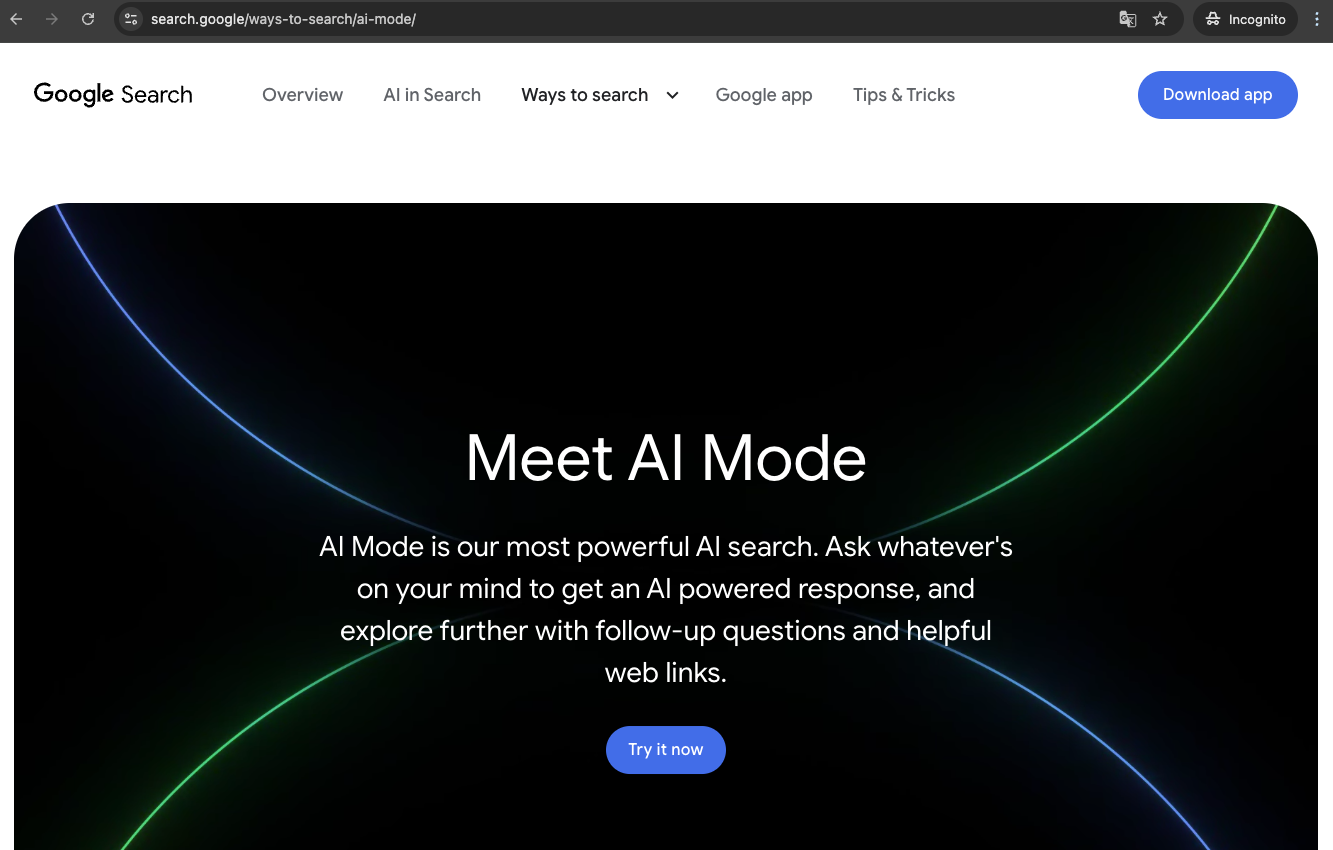 search.google/ways-to-search/ai-mode/
Incognito
Google Search
Overview
AI in Search
Ways to search
Google app
Tips & Tricks
Download app
Meet AI Mode
AI Mode is our most powerful AI search. Ask whatever's
on your mind to get an AI powered response, and
explore further with follow-up questions and helpful
web links.
Try it now